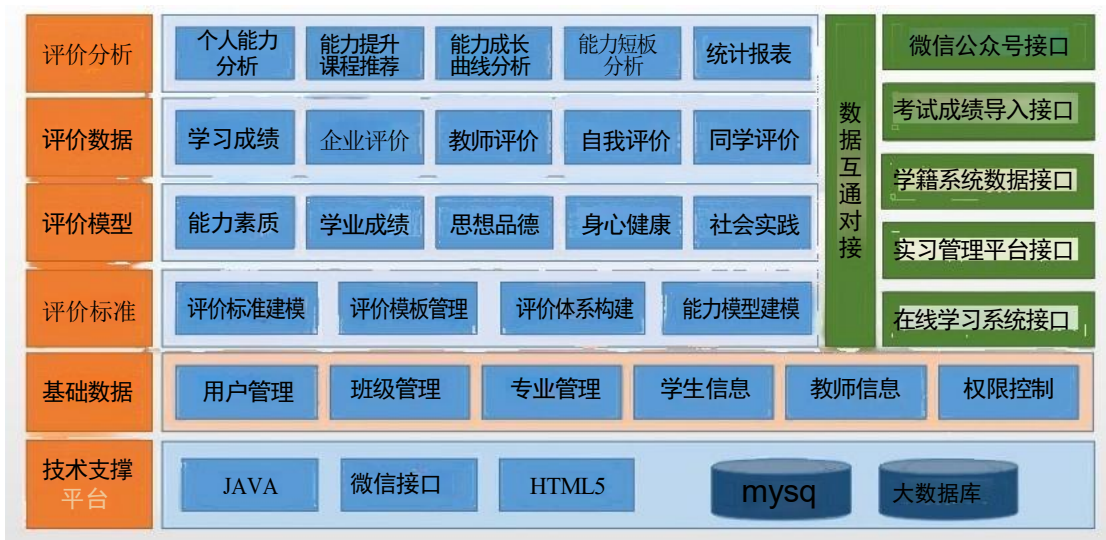 评价分析
个人能力
分析
能力提升
课程推荐
能力成长
曲线分析
能力短板
分析
统计报表
评价数据
学习成绩
企业评价
教师评价
自我评价
同学评价
评价模型
能力素质
学业成绩
思想品德
身心健康
社会实践
评价标准
评价标准建模
评价模板管理
评价体系构建
能力模型建模
数
据
互
通
对
接
微信公众号接口
考试成绩导入接口
学籍系统数据接口
实习管理平台接口
在线学习系统接口
基础数据
用户管理
班级管理
专业管理
学生信息
教师信息
权限控制
技术支撑
平台
JAVA
微信接口
HTML5
mysq
大数据库